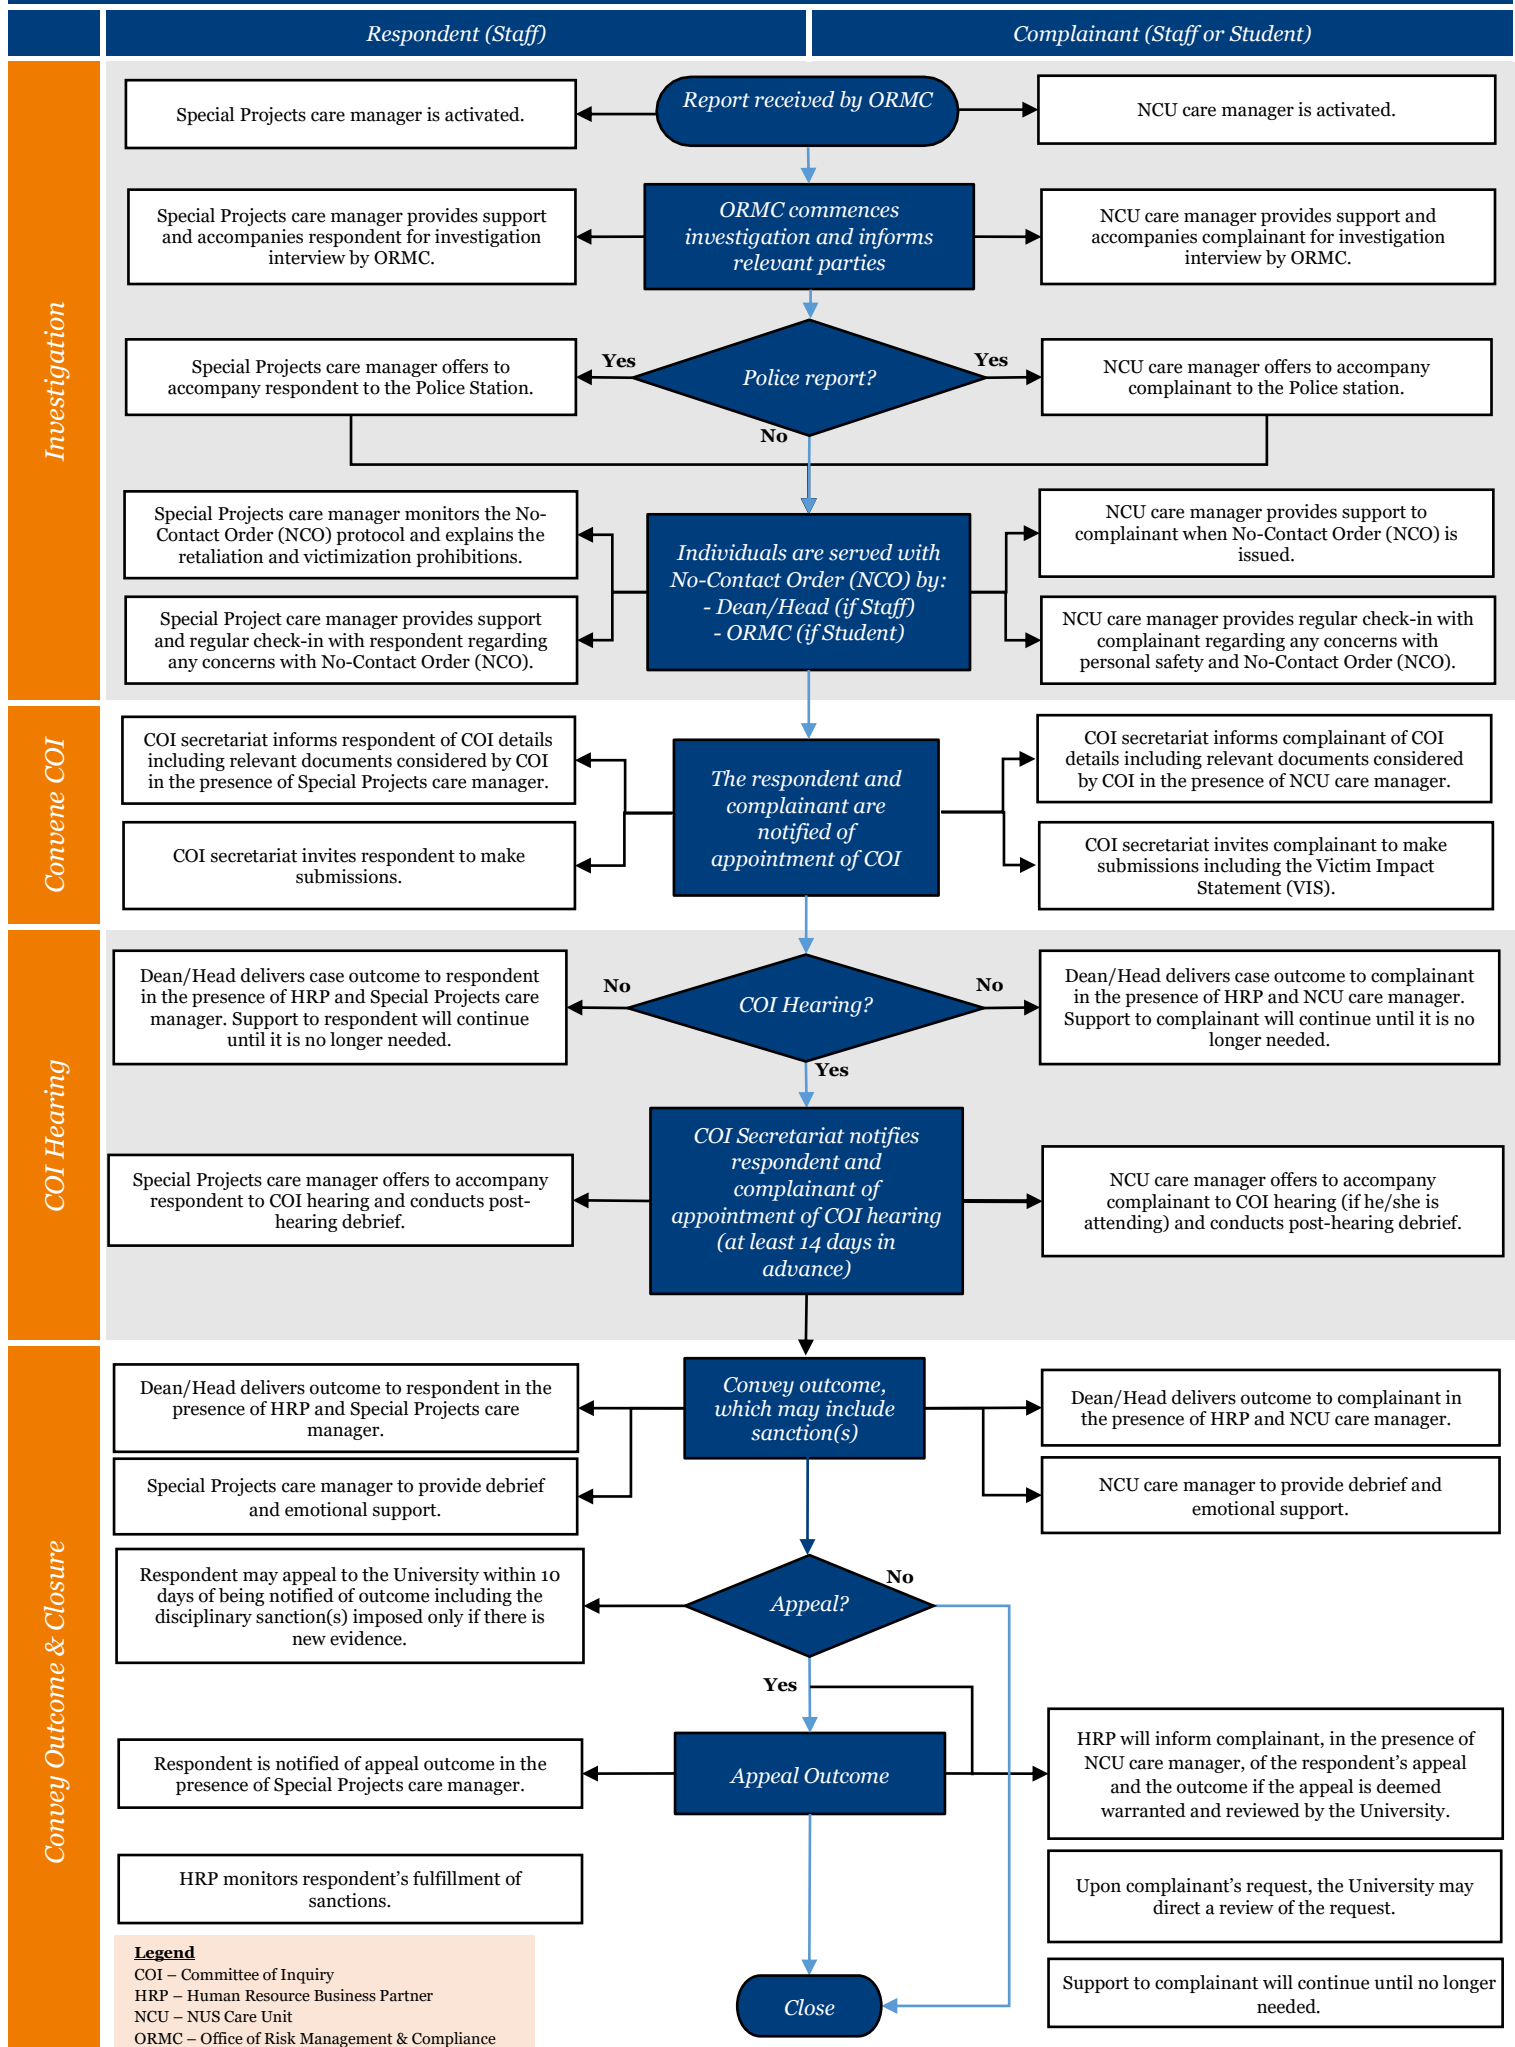 Respondent (Staff)
Complainant (Staff or Student)
Investigation
Report received by ORMC
Special Projects care manager is activated.
NCU care manager is activated.
ORMC commences
investigation and informs
relevant parties
Special Projects care manager provides support
and accompanies respondent for investigation
interview by ORMC.
NCU care manager provides support and
accompanies complainant for investigation
interview by ORMC.
Police report?
Yes
Yes
No
Special Projects care manager offers to
accompany respondent to the Police Station.
NCU care manager offers to accompany
complainant to the Police station.
Individuals are served with
No-Contact Order (NCO) by:
- Dean/Head (if Staff)
- ORMC (if Student)
Special Projects care manager monitors the No-
Contact Order (NCO) protocol and explains the
retaliation and victimization prohibitions.
Special Project care manager provides support
and regular check-in with respondent regarding
any concerns with No-Contact Order (NCO).
NCU care manager provides support to
complainant when No-Contact Order (NCO) is
issued.
NCU care manager provides regular check-in with
complainant regarding any concerns with
personal safety and No-Contact Order (NCO).
Convene COI
The respondent and
complainant are
notified of
appointment of COI
COI secretariat informs respondent of COI details
including relevant documents considered by COI
in the presence of Special Projects care manager.
COI secretariat invites respondent to make
submissions.
COI secretariat informs complainant of COI
details including relevant documents considered
by COI in the presence of NCU care manager.
COI secretariat invites complainant to make
submissions including the Victim Impact
Statement (VIS).
COI Hearing
COI Hearing?
No
No
Yes
Dean/Head delivers case outcome to respondent
in the presence of HRP and Special Projects care
manager. Support to respondent will continue
until it is no longer needed.
Dean/Head delivers case outcome to complainant
in the presence of HRP and NCU care manager.
Support to complainant will continue until it is no
longer needed.
COI Secretariat notifies
respondent and
complainant of
appointment of COI hearing
(at least 14 days in
advance)
Special Projects care manager offers to accompany
respondent to COI hearing and conducts post-
hearing debrief.
NCU care manager offers to accompany
complainant to COI hearing (if he/she is
attending) and conducts post-hearing debrief.
Convey Outcome & Closure
Convey outcome,
which may include
sanction(s)
Dean/Head delivers outcome to respondent in the
presence of HRP and Special Projects care
manager.
Special Projects care manager to provide debrief
and emotional support.
Dean/Head delivers outcome to complainant in
the presence of HRP and NCU care manager.
NCU care manager to provide debrief and
emotional support.
Appeal?
No
Yes
Respondent may appeal to the University within 10
days of being notified of outcome including the
disciplinary sanction(s) imposed only if there is
new evidence.
Appeal Outcome
Respondent is notified of appeal outcome in the
presence of Special Projects care manager.
HRP will inform complainant, in the presence of
NCU care manager, of the respondent’s appeal
and the outcome if the appeal is deemed
warranted and reviewed by the University.
HRP monitors respondent’s fulfillment of
sanctions.
Upon complainant’s request, the University may
direct a review of the request.
Support to complainant will continue until no longer
needed.
Close
Legend
COI – Committee of Inquiry
HRP – Human Resource Business Partner
NCU – NUS Care Unit
ORMC – Office of Risk Management & Compliance